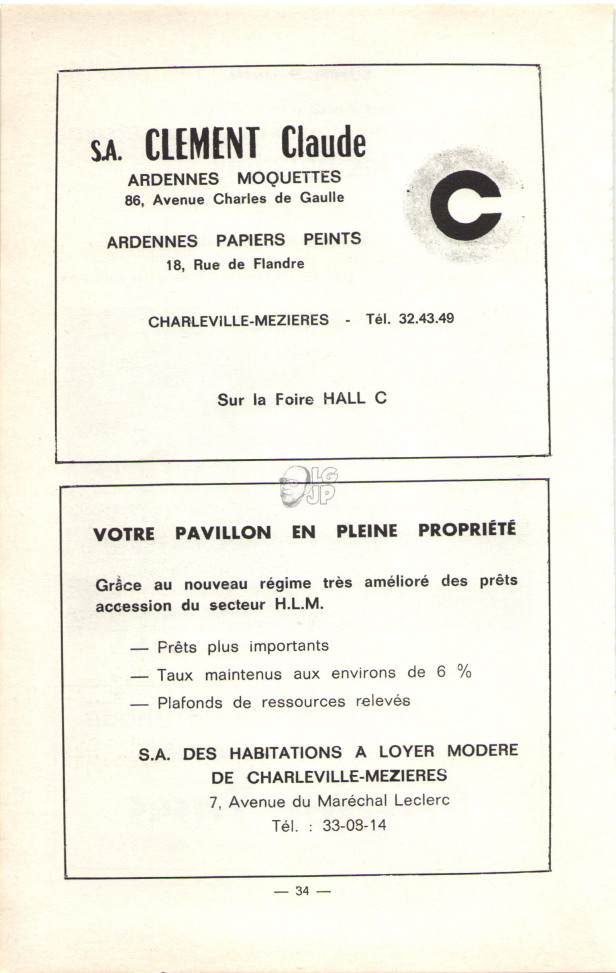 S.A. CLEMENT Claude
ARDENNES MOQUETTES
86, Avenue Charles de Gaulle
C
ARDENNES PAPIERS PEINTS
18, Rue de Flandre
CHARLEVILLE-MEZIERES - Tél. 32.43.49
Sur la Foire HALL C
LG
JP
VOTRE PAVILLON EN PLEINE PROPRIÉTÉ
Grâce au nouveau régime très amélioré des prêts
accession du secteur H.L.M.
— Prêts plus importants
— Taux maintenus aux environs de 6 %
— Plafonds de ressources relevés
S.A. DES HABITATIONS A LOYER MODERE
DE CHARLEVILLE-MEZIERES
7, Avenue du Maréchal Leclerc
Tél. : 33-08-14
— 34 —